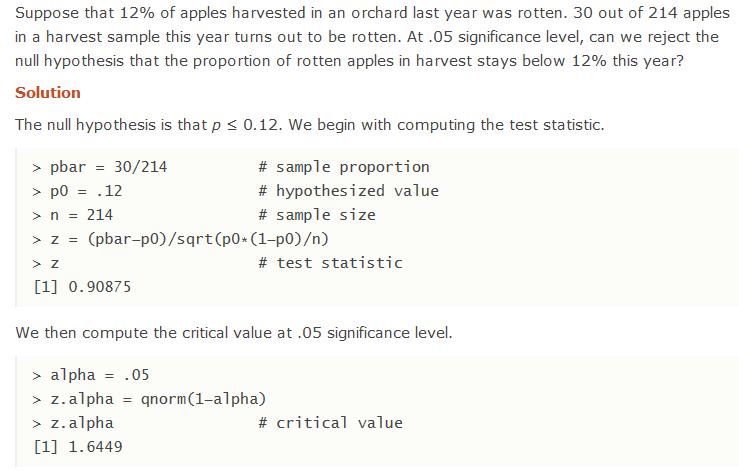 Suppose that 12% of apples harvested in an orchard last year was rotten. 30 out of 214 apples
in a harvest sample this year turns out to be rotten. At .05 significance level, can we reject the
null hypothesis that the proportion of rotten apples in harvest stays below 12% this year?
Solution
The null hypothesis is that p ≤ 0.12. We begin with computing the test statistic.
> pbar = 30/214 # sample proportion
> p0 = .12 # hypothesized value
> n = 214 # sample size
> z = (pbar−p0)/sqrt(p0∗(1−p0)/n)
> z # test statistic
[1] 0.90875
We then compute the critical value at .05 significance level.
> alpha = .05
> z.alpha = qnorm(1−alpha)
> z.alpha # critical value
[1] 1.6449